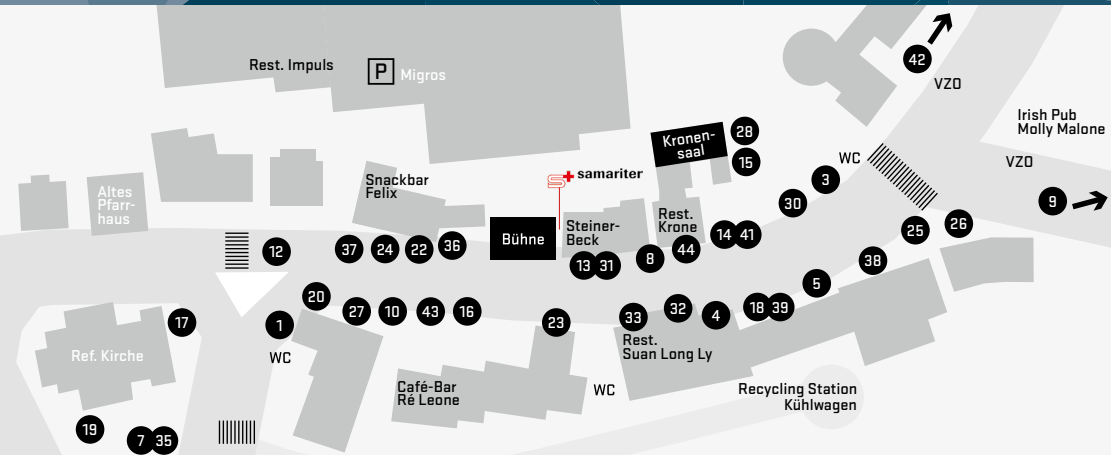 42
VZO
Rest. Impuls
P
Migros
Irish Pub
Molly Malone
VZO
9
Kronen-
saal
28
15
WC
3
30
samariter
Snackbar
Felix
Altes
Pfarr-
haus
Bühne
Steiner-
Beck
Rest.
Krone
14 41
25
26
12
37
24
22
36
13 31
8
44
38
5
20
27
10
43
16
23
33
32
4
18 39
17
1
WC
Ref. Kirche
Rest.
Suan Long Ly
Café-Bar
Ré Leone
WC
Recycling Station
Kühlwagen
19
7 35